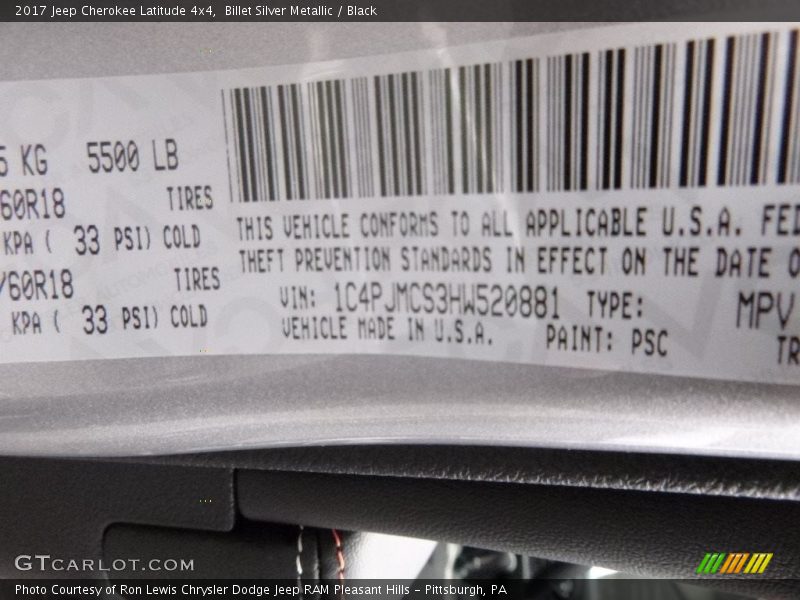 2017 Jeep Cherokee Latitude 4x4, Billet Silver Metallic / Black
KG 5500 LB
60R18 TIRES
KPA ( 33 PSI) COLD
/60R18 TIRES
KPA ( 33 PSI) COLD
THIS VEHICLE CONFORMS TO ALL APPLICABLE U.S.A. FED
THEFT PREVENTION STANDARDS IN EFFECT ON THE DATE O
VIN: 1C4PJMCS3HW520881 TYPE: MPV
VEHICLE MADE IN U.S.A. PAINT: PSC
TR
GTCARLOT.COM
Photo Courtesy of Ron Lewis Chrysler Dodge Jeep RAM Pleasant Hills - Pittsburgh, PA